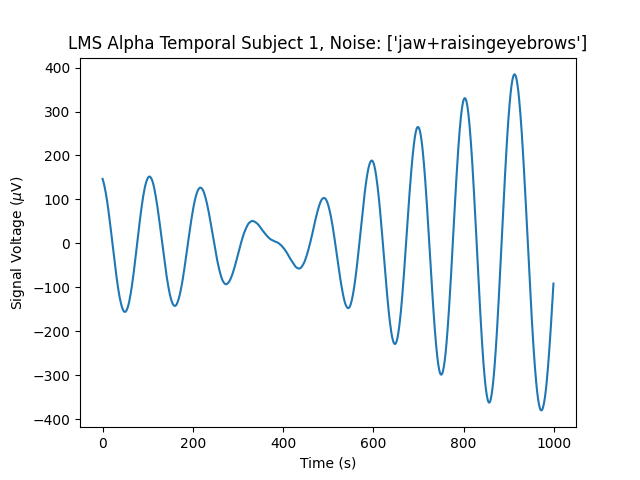 LMS Alpha Temporal Subject 1, Noise: ['jaw+raisingeyebrows']
400
300
200
100
0
−100
−200
−300
−400
Signal Voltage (μV)
0 200 400 600 800 1000
Time (s)